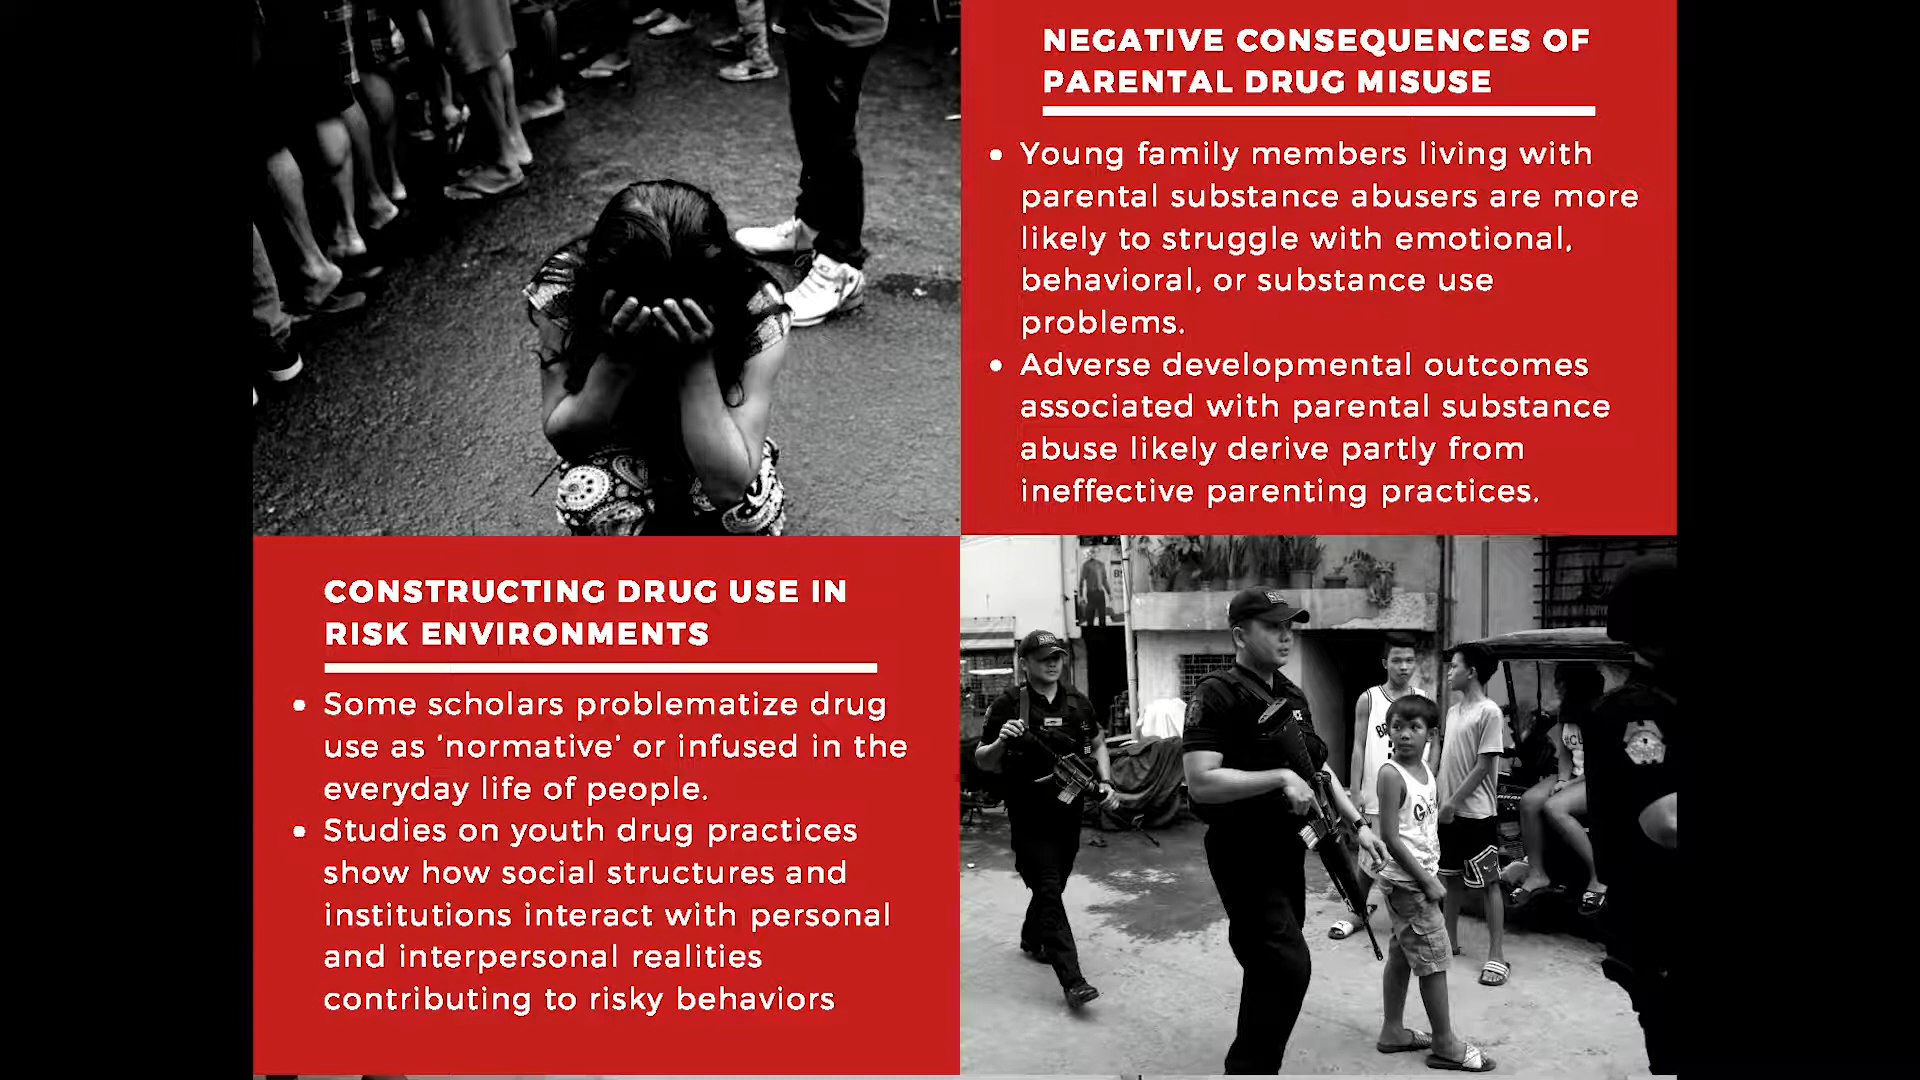 NEGATIVE CONSEQUENCES OF
PARENTAL DRUG MISUSE
• Young family members living with
parental substance abusers are more
likely to struggle with emotional,
behavioral, or substance use
problems.
• Adverse developmental outcomes
associated with parental substance
abuse likely derive partly from
ineffective parenting practices.
CONSTRUCTING DRUG USE IN
RISK ENVIRONMENTS
• Some scholars problematize drug
use as ‘normative’ or infused in the
everyday life of people.
• Studies on youth drug practices
show how social structures and
institutions interact with personal
and interpersonal realities
contributing to risky behaviors